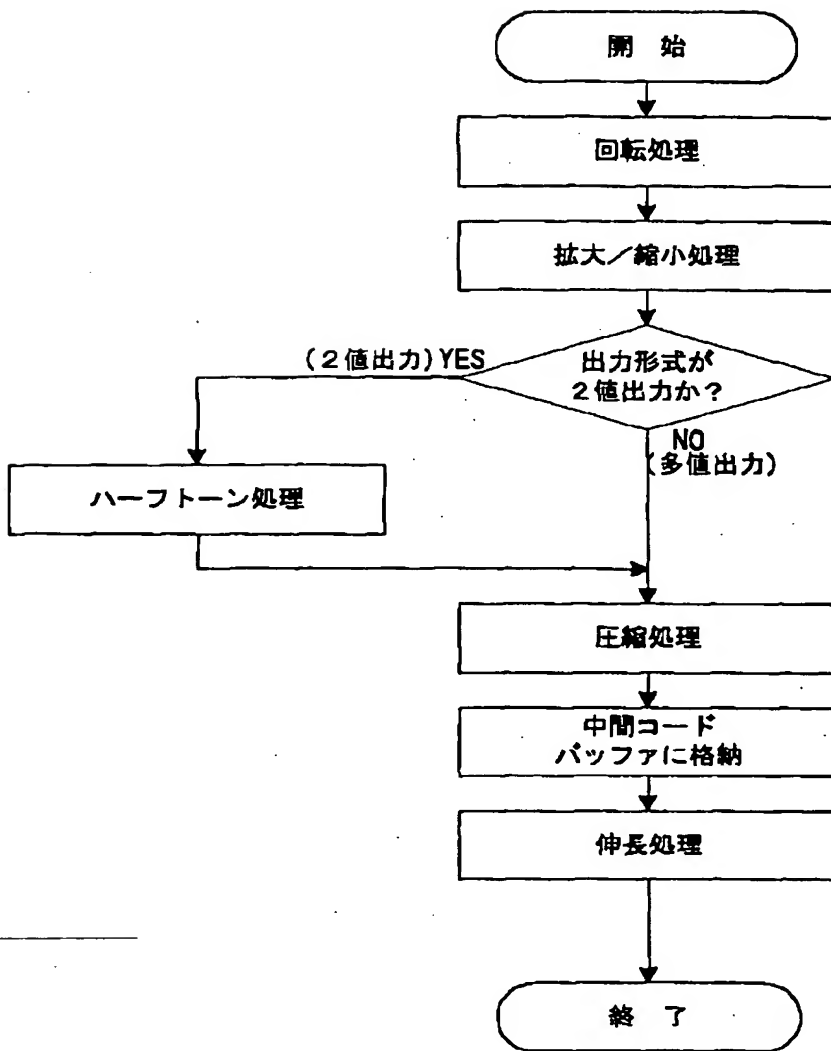 開 始
回転処理
拡大／縮小処理
出力形式が
２値出力か？
(２値出力)YES
NO
(多値出力)
ハーフトーン処理
圧縮処理
中間コード
バッファに格納
伸長処理
終 了